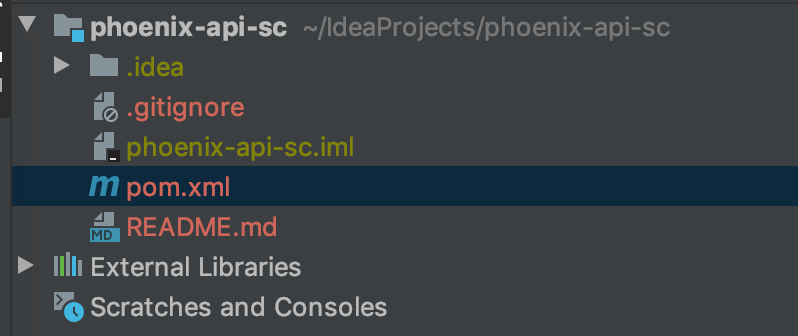 phoenix-api-sc ~/IdeaProjects/phoenix-api-sc
.idea
.gitignore
phoenix-api-sc.iml
m pom.xml
MD README.md
External Libraries
Scratches and Consoles